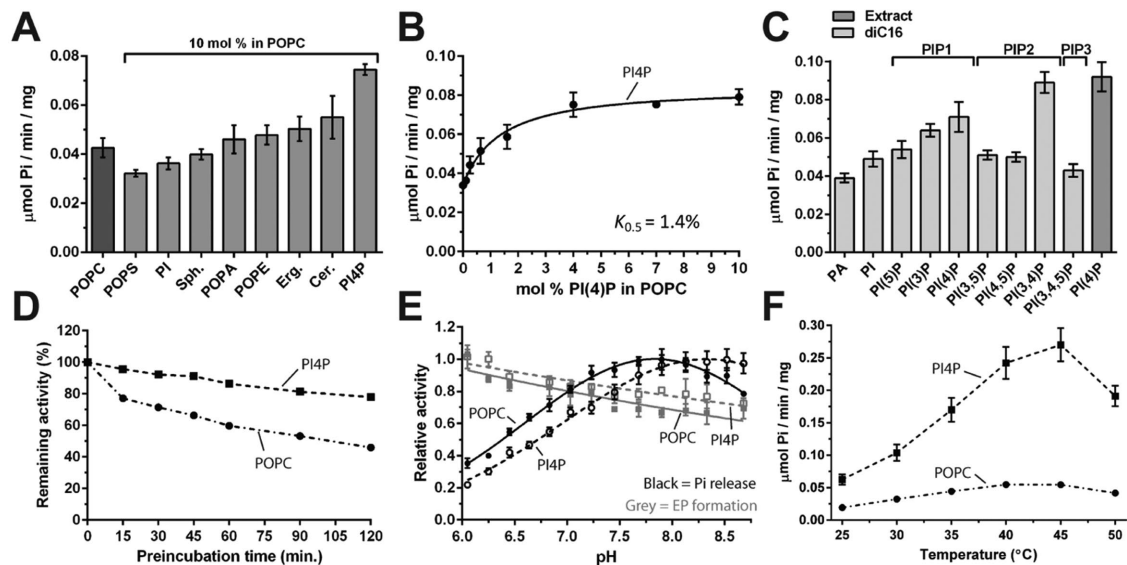 A
10 mol % in POPC
μmol Pi / min / mg
0.08
0.06
0.04
0.02
0.00
POPC
POPS
PI
Sph.
POPA
POPE
Erg.
Cer.
PI4P
B
μmol Pi / min / mg
0.10
0.08
0.06
0.04
0.02
0.00
PI4P
K0.5 = 1.4%
0 1 2 3 4 5 6 7 8 9 10
mol % PI(4)P in POPC
C
Extract
diC16
PIP1 PIP2 PIP3
μmol Pi / min / mg
0.10
0.08
0.06
0.04
0.02
0.00
PA
PI
PI(5)P
PI(3)P
PI(4)P
PI(3,5)P
PI(4,5)P
PI(3,4)P
PI(3,4,5)P
PI(4)P
D
Remaining activity (%)
120
100
80
60
40
20
0
PI4P
POPC
0 15 30 45 60 75 90 105 120
Preincubation time (min.)
E
Relative activity
1.2
1.0
0.8
0.6
0.4
0.2
0.0
POPC
PI4P
POPC
PI4P
Black = Pi release
Grey = EP formation
6.0 6.5 7.0 7.5 8.0 8.5
pH
F
μmol Pi / min / mg
0.30
0.25
0.20
0.15
0.10
0.05
0.00
PI4P
POPC
25 30 35 40 45 50
Temperature (°C)